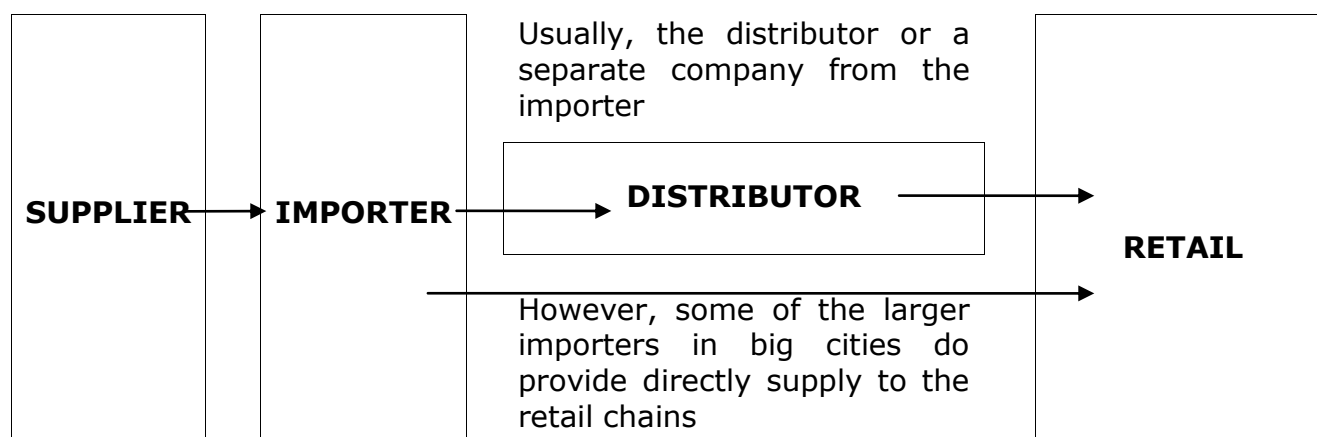 Usually, the distributor or a
separate company from the
importer
SUPPLIER
IMPORTER
DISTRIBUTOR
RETAIL
However, some of the larger
importers in big cities do
provide directly supply to the
retail chains